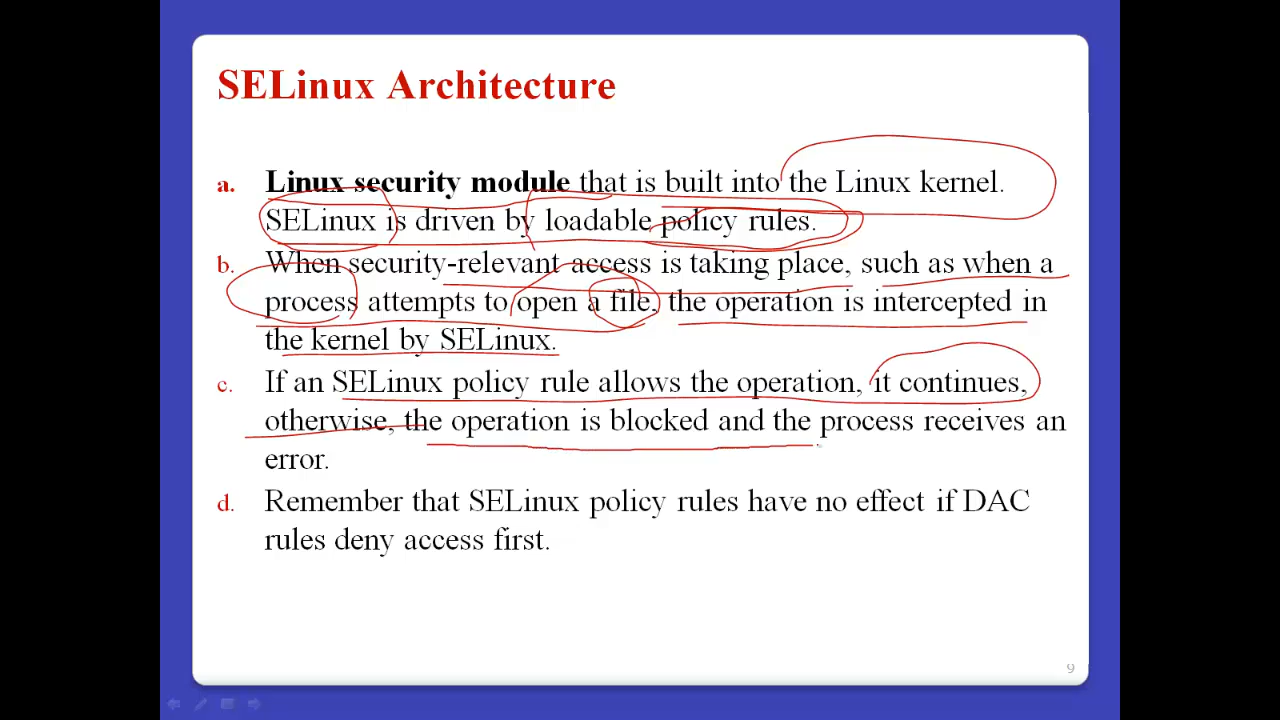 SELinux Architecture
a. Linux security module that is built into the Linux kernel.
SELinux is driven by loadable policy rules.
b. When security-relevant access is taking place, such as when a
process attempts to open a file, the operation is intercepted in
the kernel by SELinux.
c. If an SELinux policy rule allows the operation, it continues,
otherwise, the operation is blocked and the process receives an
error.
d. Remember that SELinux policy rules have no effect if DAC
rules deny access first.
9